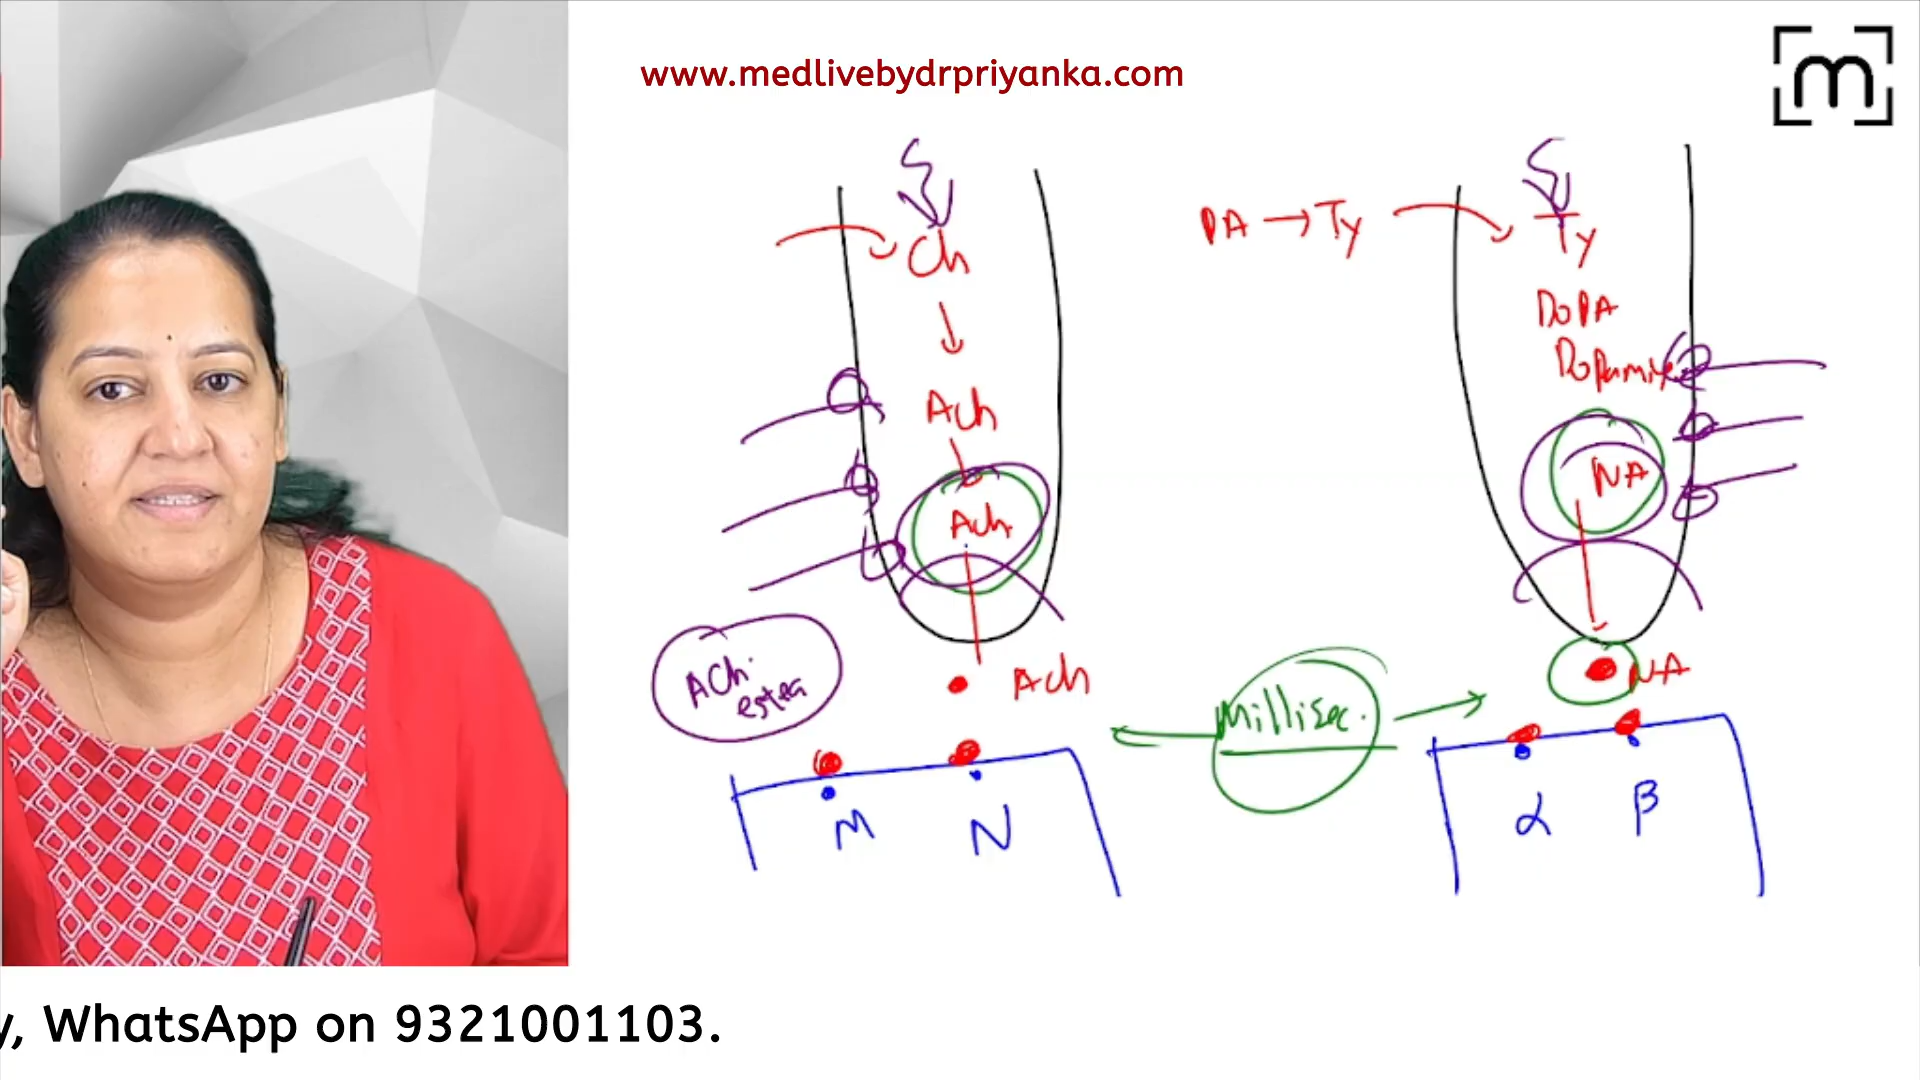 www.medlivebydrpriyanka.com
m
Ch
Ach
Ach
Ach
ACh.
estea
M
N
Millisec.
PA → Ty
Ty
DOPA
Dopamine
NA
NA
α
β
y, WhatsApp on 9321001103.